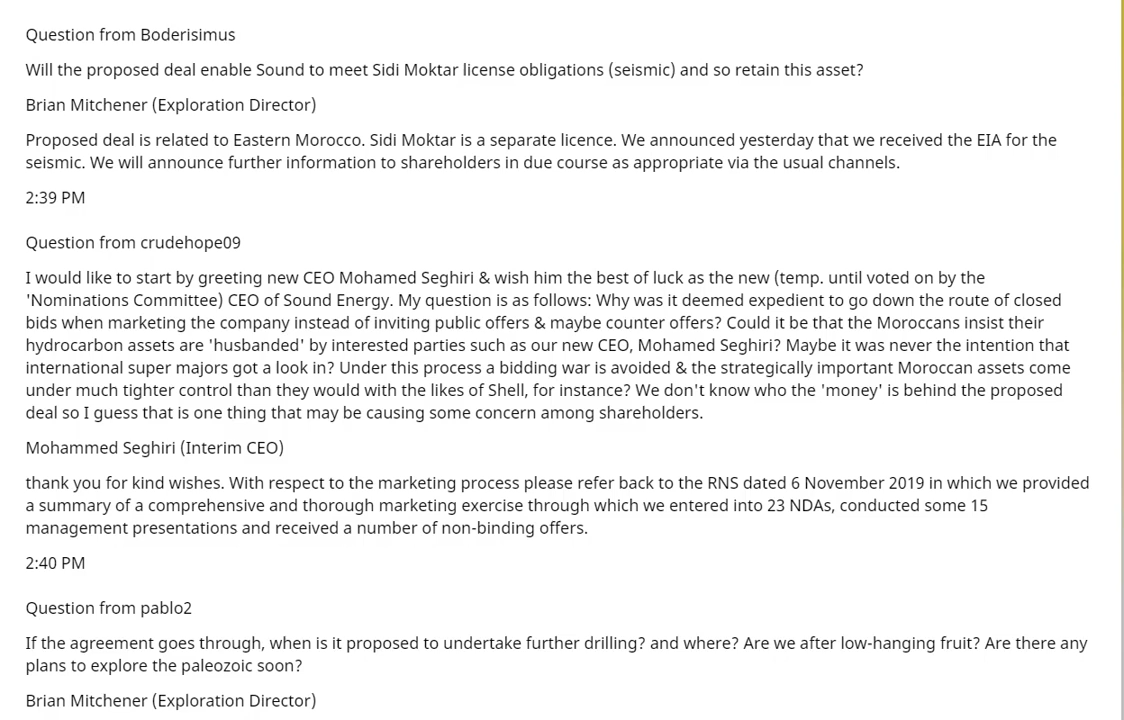 Question from Boderisimus
Will the proposed deal enable Sound to meet Sidi Moktar license obligations (seismic) and so retain this asset?
Brian Mitchener (Exploration Director)
Proposed deal is related to Eastern Morocco. Sidi Moktar is a separate licence. We announced yesterday that we received the EIA for the
seismic. We will announce further information to shareholders in due course as appropriate via the usual channels.
2:39 PM
Question from crudehope09
I would like to start by greeting new CEO Mohamed Seghiri & wish him the best of luck as the new (temp. until voted on by the
'Nominations Committee) CEO of Sound Energy. My question is as follows: Why was it deemed expedient to go down the route of closed
bids when marketing the company instead of inviting public offers & maybe counter offers? Could it be that the Moroccans insist their
hydrocarbon assets are 'husbanded' by interested parties such as our new CEO, Mohamed Seghiri? Maybe it was never the intention that
international super majors got a look in? Under this process a bidding war is avoided & the strategically important Moroccan assets come
under much tighter control than they would with the likes of Shell, for instance? We don't know who the 'money' is behind the proposed
deal so I guess that is one thing that may be causing some concern among shareholders.
Mohammed Seghiri (Interim CEO)
thank you for kind wishes. With respect to the marketing process please refer back to the RNS dated 6 November 2019 in which we provided
a summary of a comprehensive and thorough marketing exercise through which we entered into 23 NDAs, conducted some 15
management presentations and received a number of non-binding offers.
2:40 PM
Question from pablo2
If the agreement goes through, when is it proposed to undertake further drilling? and where? Are we after low-hanging fruit? Are there any
plans to explore the paleozoic soon?
Brian Mitchener (Exploration Director)